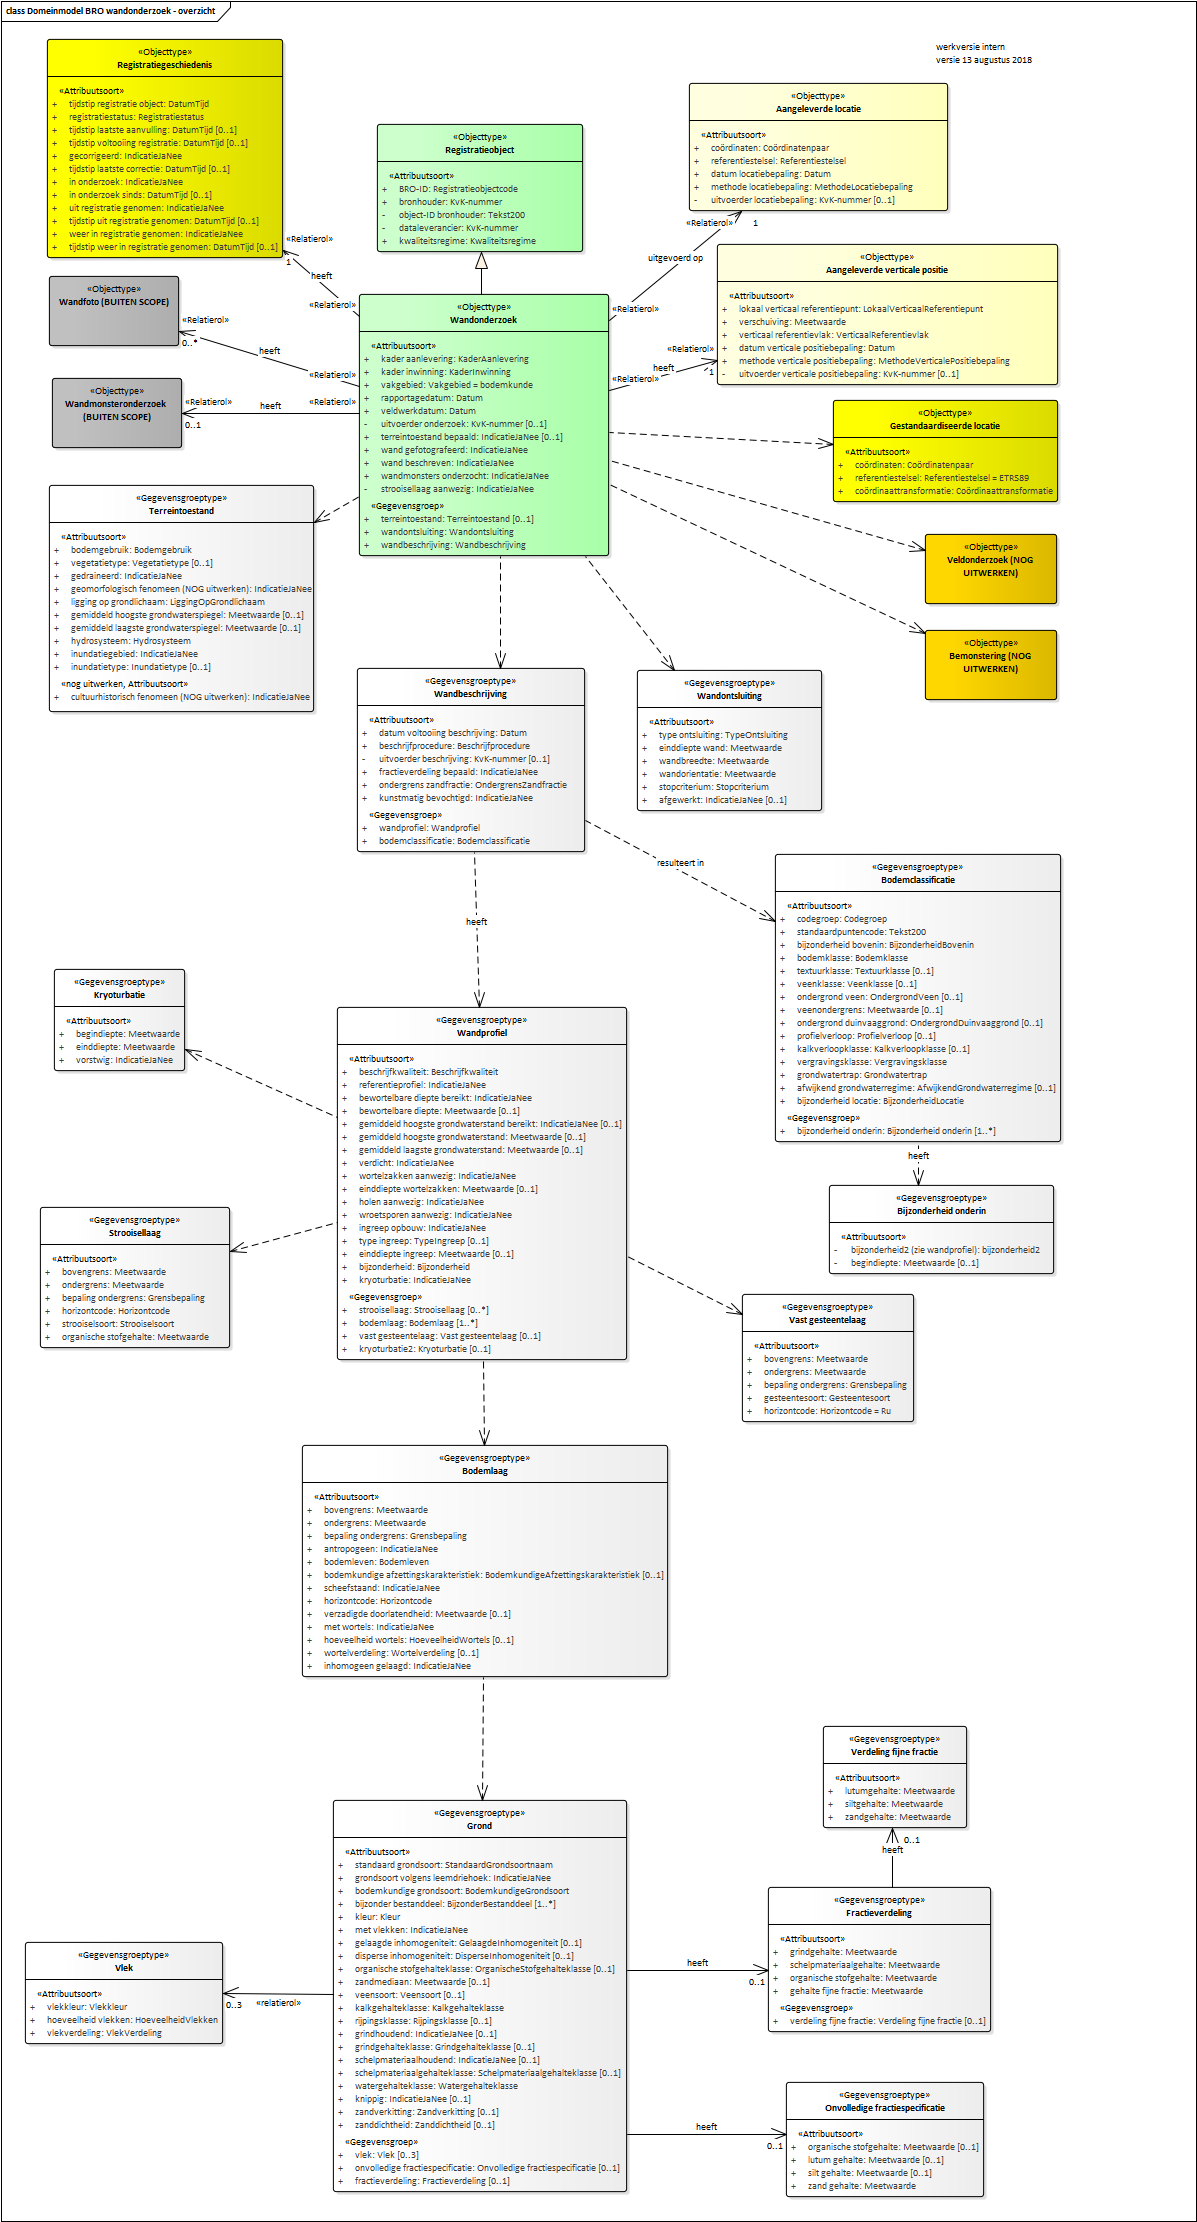 class Domeinmodel BRO wandonderzoek - overzicht
werkversie intern
versie 13 augustus 2018
«Objecttype»
Registratiegeschiedenis
«Attribuutsoort»
+ tijdstip registratie object: DatumTijd
+ registratiestatus: Registratiestatus
+ tijdstip laatste aanvulling: DatumTijd [0..1]
+ tijdstip voltooiing registratie: DatumTijd [0..1]
+ gecorrigeerd: IndicatieJaNee
+ tijdstip laatste correctie: DatumTijd [0..1]
+ in onderzoek: IndicatieJaNee
+ in onderzoek sinds: DatumTijd [0..1]
+ uit registratie genomen: IndicatieJaNee
+ tijdstip uit registratie genomen: DatumTijd [0..1]
+ weer in registratie genomen: IndicatieJaNee
+ tijdstip weer in registratie genomen: DatumTijd [0..1]
«Objecttype»
Registratieobject
«Attribuutsoort»
+ BRO-ID: Registratieobjectcode
+ bronhouder: KvK-nummer
- object-ID bronhouder: Tekst200
- dataleverancier: KvK-nummer
+ kwaliteitsregime: Kwaliteitsregime
«Objecttype»
Aangeleverde locatie
«Attribuutsoort»
+ coördinaten: Coördinatenpaar
+ referentiestelsel: Referentiestelsel
+ datum locatiebepaling: Datum
+ methode locatiebepaling: MethodeLocatiebepaling
- uitvoerder locatiebepaling: KvK-nummer [0..1]
«Relatierol»
1
uitgevoerd op
«Relatierol»
«Relatierol»
1
heeft
«Relatierol»
«Objecttype»
Aangeleverde verticale positie
«Attribuutsoort»
+ lokaal verticaal referentiepunt: LokaalVerticaalReferentiepunt
+ verschuiving: Meetwaarde
+ verticaal referentievlak: VerticaalReferentievlak
+ datum verticale positiebepaling: Datum
+ methode verticale positiebepaling: MethodeVerticalePositiebepaling
- uitvoerder verticale positiebepaling: KvK-nummer [0..1]
«Relatierol»
heeft
1
«Relatierol»
«Objecttype»
Wandfoto (BUITEN SCOPE)
«Relatierol»
0..*
heeft
«Relatierol»
«Objecttype»
Wandmonsteronderzoek
(BUITEN SCOPE)
«Relatierol»
0..1
heeft
«Relatierol»
«Objecttype»
Wandonderzoek
«Attribuutsoort»
+ kader aanlevering: KaderAanlevering
+ kader inwinning: KaderInwinning
+ vakgebied: Vakgebied = bodemkunde
+ rapportagedatum: Datum
+ veldwerkdatum: Datum
- uitvoerder onderzoek: KvK-nummer [0..1]
+ terreintoestand bepaald: IndicatieJaNee [0..1]
+ wand gefotografeerd: IndicatieJaNee
+ wand beschreven: IndicatieJaNee
+ wandmonsters onderzocht: IndicatieJaNee
- strooisellaag aanwezig: IndicatieJaNee
«Gegevensgroep»
+ terreintoestand: Terreintoestand [0..1]
+ wandontsluiting: Wandontsluiting
+ wandbeschrijving: Wandbeschrijving
«Objecttype»
Gestandaardiseerde locatie
«Attribuutsoort»
+ coördinaten: Coördinatenpaar
+ referentiestelsel: Referentiestelsel = ETRS89
+ coördinaattransformatie: Coördinaattransformatie
«Objecttype»
Veldonderzoek (NOG
UITWERKEN)
«Objecttype»
Bemonstering (NOG
UITWERKEN)
«Gegevensgroeptype»
Terreintoestand
«Attribuutsoort»
+ bodemgebruik: Bodemgebruik
+ vegetatietype: Vegetatietype [0..1]
+ gedraineerd: IndicatieJaNee
+ geomorfologisch fenomeen (NOG uitwerken): IndicatieJaNee
+ ligging op grondlichaam: LiggingOpGrondlichaam
+ gemiddeld hoogste grondwaterspiegel: Meetwaarde [0..1]
+ gemiddeld laagste grondwaterspiegel: Meetwaarde [0..1]
+ hydrosysteem: Hydrosysteem
+ inundatiegebied: IndicatieJaNee
+ inundatietype: Inundatietype [0..1]
«nog uitwerken, Attribuutsoort»
+ cultuurhistorisch fenomeen (NOG uitwerken): IndicatieJaNee
«Gegevensgroeptype»
Wandbeschrijving
«Attribuutsoort»
+ datum voltooiing beschrijving: Datum
+ beschrijfprocedure: Beschrijfprocedure
- uitvoerder beschrijving: KvK-nummer [0..1]
+ fractieverdeling bepaald: IndicatieJaNee
+ ondergrens zandfractie: OndergrensZandfractie
+ kunstmatig bevochtigd: IndicatieJaNee
«Gegevensgroep»
+ wandprofiel: Wandprofiel
+ bodemclassificatie: Bodemclassificatie
«Gegevensgroeptype»
Wandontsluiting
«Attribuutsoort»
+ type ontsluiting: TypeOntsluiting
+ einddiepte wand: Meetwaarde
+ wandbreedte: Meetwaarde
+ wandorientatie: Meetwaarde
+ stopcriterium: Stopcriterium
+ afgewerkt: IndicatieJaNee [0..1]
resulteert in
heeft
«Gegevensgroeptype»
Bodemclassificatie
«Attribuutsoort»
+ codegroep: Codegroep
+ standaardpuntencode: Tekst200
+ bijzonderheid bovenin: BijzonderheidBovenin
+ bodemklasse: Bodemklasse
+ textuurklasse: Textuurklasse [0..1]
+ veenklasse: Veenklasse [0..1]
+ ondergrond veen: OndergrondVeen [0..1]
+ veenondergrens: Meetwaarde [0..1]
+ ondergrond duinvaaggrond: OndergrondDuinvaaggrond [0..1]
+ profielverloop: Profielverloop [0..1]
+ kalkverloopklasse: Kalkverloopklasse [0..1]
+ vergravingsklasse: Vergravingsklasse
+ grondwatertrap: Grondwatertrap
+ afwijkend grondwaterregime: AfwijkendGrondwaterregime [0..1]
+ bijzonderheid locatie: BijzonderheidLocatie
«Gegevensgroep»
+ bijzonderheid onderin: Bijzonderheid onderin [1..*]
heeft
«Gegevensgroeptype»
Bijzonderheid onderin
«Attribuutsoort»
- bijzonderheid2 (zie wandprofiel): bijzonderheid2
- begindiepte: Meetwaarde [0..1]
«Gegevensgroeptype»
Kryoturbatie
«Attribuutsoort»
+ begindiepte: Meetwaarde
+ einddiepte: Meetwaarde
+ vorstwig: IndicatieJaNee
«Gegevensgroeptype»
Wandprofiel
«Attribuutsoort»
+ beschrijfkwaliteit: Beschrijfkwaliteit
+ referentieprofiel: IndicatieJaNee
+ bewortelbare diepte bereikt: IndicatieJaNee
+ bewortelbare diepte: Meetwaarde [0..1]
+ gemiddeld hoogste grondwaterstand bereikt: IndicatieJaNee [0..1]
+ gemiddeld hoogste grondwaterstand: Meetwaarde [0..1]
+ gemiddeld laagste grondwaterstand: Meetwaarde [0..1]
+ verdicht: IndicatieJaNee
+ wortelzakken aanwezig: IndicatieJaNee
+ einddiepte wortelzakken: Meetwaarde [0..1]
+ holen aanwezig: IndicatieJaNee
+ wroetsporen aanwezig: IndicatieJaNee
+ ingreep opbouw: IndicatieJaNee
+ type ingreep: TypeIngreep [0..1]
+ einddiepte ingreep: Meetwaarde [0..1]
+ bijzonderheid: Bijzonderheid
+ kryoturbatie: IndicatieJaNee
«Gegevensgroep»
+ strooisellaag: Strooisellaag [0..*]
+ bodemlaag: Bodemlaag [1..*]
+ vast gesteentelaag: Vast gesteentelaag [0..1]
+ kryoturbatie2: Kryoturbatie [0..1]
«Gegevensgroeptype»
Strooisellaag
«Attribuutsoort»
+ bovengrens: Meetwaarde
+ ondergrens: Meetwaarde
+ bepaling ondergrens: Grensbepaling
+ horizontcode: Horizontcode
+ strooiselsoort: Strooiselsoort
+ organische stofgehalte: Meetwaarde
«Gegevensgroeptype»
Vast gesteentelaag
«Attribuutsoort»
+ bovengrens: Meetwaarde
+ ondergrens: Meetwaarde
+ bepaling ondergrens: Grensbepaling
+ gesteentesoort: Gesteentesoort
+ horizontcode: Horizontcode = Ru
«Gegevensgroeptype»
Bodemlaag
«Attribuutsoort»
+ bovengrens: Meetwaarde
+ ondergrens: Meetwaarde
+ bepaling ondergrens: Grensbepaling
+ antropogeen: IndicatieJaNee
+ bodemleven: Bodemleven
+ bodemkundige afzettingskarakteristiek: BodemkundigeAfzettingskarakteristiek [0..1]
+ scheefstaand: IndicatieJaNee
+ horizontcode: Horizontcode
+ verzadigde doorlatendheid: Meetwaarde [0..1]
+ met wortels: IndicatieJaNee
+ hoeveelheid wortels: HoeveelheidWortels [0..1]
+ wortelverdeling: Wortelverdeling [0..1]
+ inhomogeen gelaagd: IndicatieJaNee
«Gegevensgroeptype»
Verdeling fijne fractie
«Attribuutsoort»
+ lutumgehalte: Meetwaarde
+ siltgehalte: Meetwaarde
+ zandgehalte: Meetwaarde
0..1
heeft
«Gegevensgroeptype»
Grond
«Attribuutsoort»
+ standaard grondsoort: StandaardGrondsoortnaam
+ grondsoort volgens leemdriehoek: IndicatieJaNee
+ bodemkundige grondsoort: BodemkundigeGrondsoort
+ bijzonder bestanddeel: BijzonderBestanddeel [1..*]
+ kleur: Kleur
+ met vlekken: IndicatieJaNee
+ gelaagde inhomogeniteit: GelaagdeInhomogeniteit [0..1]
+ disperse inhomogeniteit: DisperseInhomogeniteit [0..1]
+ organische stofgehalteklasse: OrganischeStofgehalteklasse [0..1]
+ zandmediaan: Meetwaarde [0..1]
+ veensoort: Veensoort [0..1]
+ kalkgehalteklasse: Kalkgehalteklasse
+ rijpingsklasse: Rijpingsklasse [0..1]
+ grindhoudend: IndicatieJaNee [0..1]
+ grindgehalteklasse: Grindgehalteklasse [0..1]
+ schelpmateriaalhoudend: IndicatieJaNee [0..1]
+ schelpmateriaalgehalteklasse: Schelpmateriaalgehalteklasse [0..1]
+ watergehalteklasse: Watergehalteklasse
+ knippig: IndicatieJaNee [0..1]
+ zandverkitting: Zandverkitting [0..1]
+ zanddichtheid: Zanddichtheid [0..1]
«Gegevensgroep»
+ vlek: Vlek [0..3]
+ onvolledige fractiespecificatie: Onvolledige fractiespecificatie [0..1]
+ fractieverdeling: Fractieverdeling [0..1]
«Gegevensgroeptype»
Fractieverdeling
«Attribuutsoort»
+ grindgehalte: Meetwaarde
+ schelpmateriaalgehalte: Meetwaarde
+ organische stofgehalte: Meetwaarde
+ gehalte fijne fractie: Meetwaarde
«Gegevensgroep»
+ verdeling fijne fractie: Verdeling fijne fractie [0..1]
heeft
0..1
«Gegevensgroeptype»
Vlek
«Attribuutsoort»
+ vlekkleur: Vlekkleur
+ hoeveelheid vlekken: HoeveelheidVlekken
+ vlekverdeling: VlekVerdeling
0..3
«relatierol»
heeft
0..1
«Gegevensgroeptype»
Onvolledige fractiespecificatie
«Attribuutsoort»
+ organische stofgehalte: Meetwaarde [0..1]
+ lutum gehalte: Meetwaarde [0..1]
+ silt gehalte: Meetwaarde [0..1]
+ zand gehalte: Meetwaarde